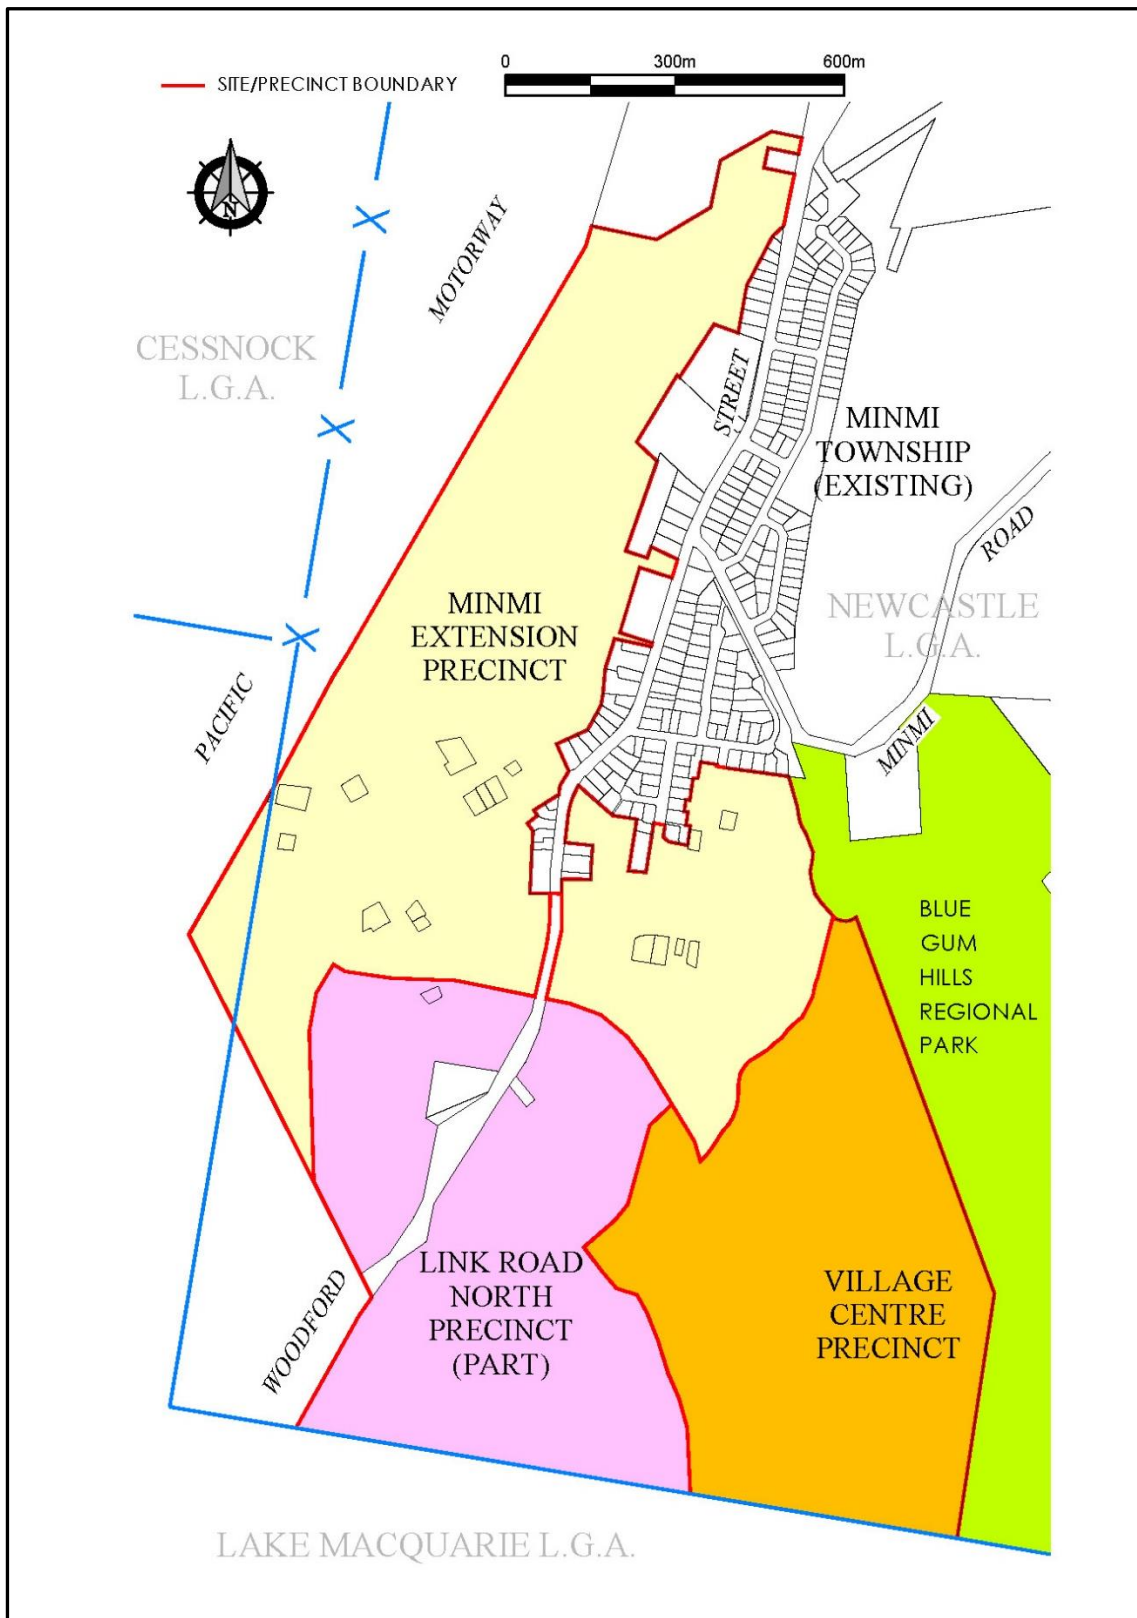 0 300m 600m
SITE/PRECINCT BOUNDARY
N
MOTORWAY
CESSNOCK
L.G.A.
STREET
MINMI
TOWNSHIP
(EXISTING)
ROAD
MINMI
EXTENSION
PRECINCT
NEWCASTLE
L.G.A.
PACIFIC
MINMI
BLUE
GUM
HILLS
REGIONAL
PARK
LINK ROAD
NORTH
PRECINCT
(PART)
VILLAGE
CENTRE
PRECINCT
WOODFORD
LAKE MACQUARIE L.G.A.